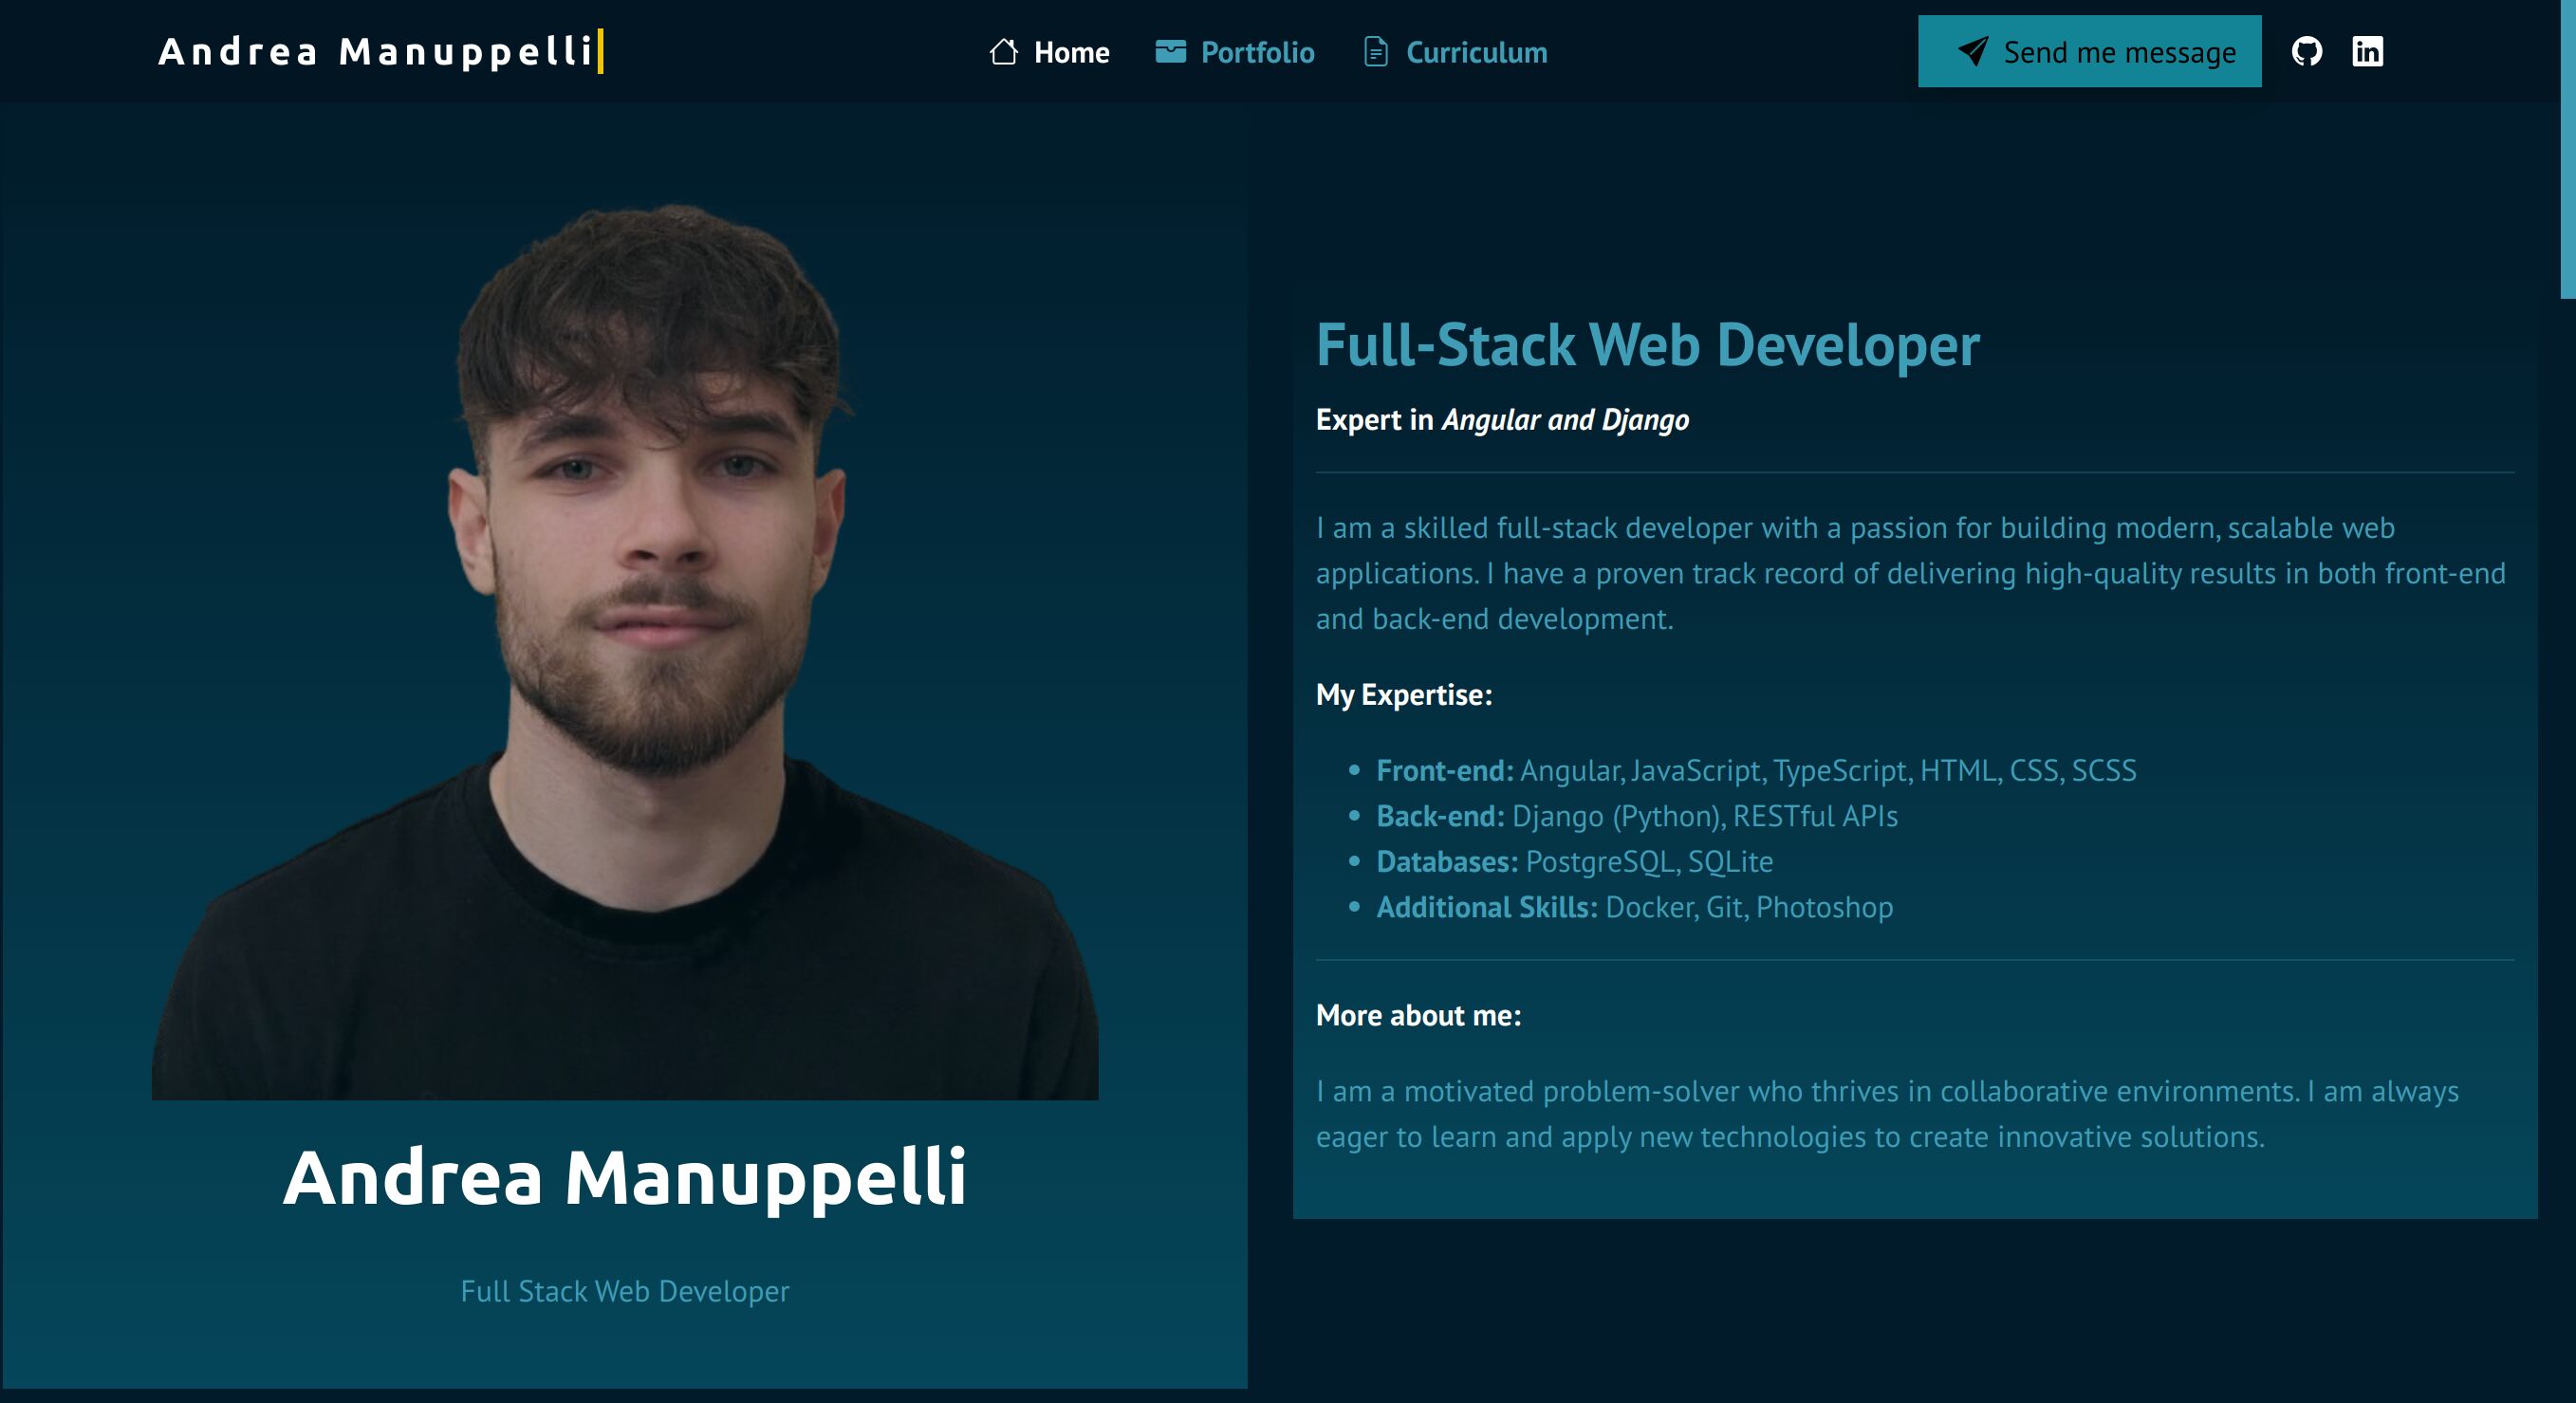 Andrea Manuppelli
Home
Portfolio
Curriculum
Send me message
Andrea Manuppelli
Full Stack Web Developer
Full-Stack Web Developer
Expert in Angular and Django
I am a skilled full-stack developer with a passion for building modern, scalable web
applications. I have a proven track record of delivering high-quality results in both front-end
and back-end development.
My Expertise:
• Front-end: Angular, JavaScript, TypeScript, HTML, CSS, SCSS
• Back-end: Django (Python), RESTful APIs
• Databases: PostgreSQL, SQLite
• Additional Skills: Docker, Git, Photoshop
More about me:
I am a motivated problem-solver who thrives in collaborative environments. I am always
eager to learn and apply new technologies to create innovative solutions.